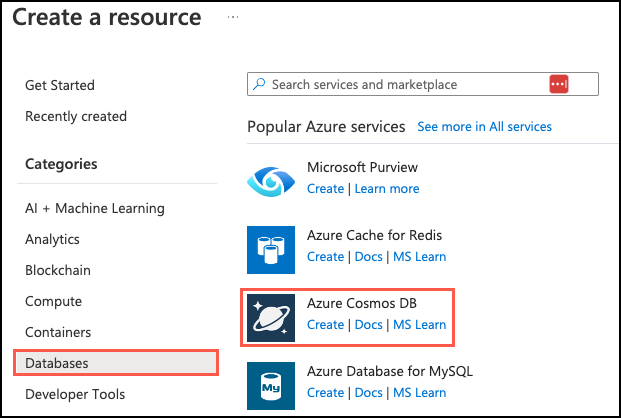 Create a resource ...
Get Started
Recently created
Categories
AI + Machine Learning
Analytics
Blockchain
Compute
Containers
Databases
Developer Tools
Search services and marketplace
Popular Azure services See more in All services
Microsoft Purview
Create | Learn more
Azure Cache for Redis
Create | Docs | MS Learn
Azure Cosmos DB
Create | Docs | MS Learn
Azure Database for MySQL
Create | Docs | MS Learn
My